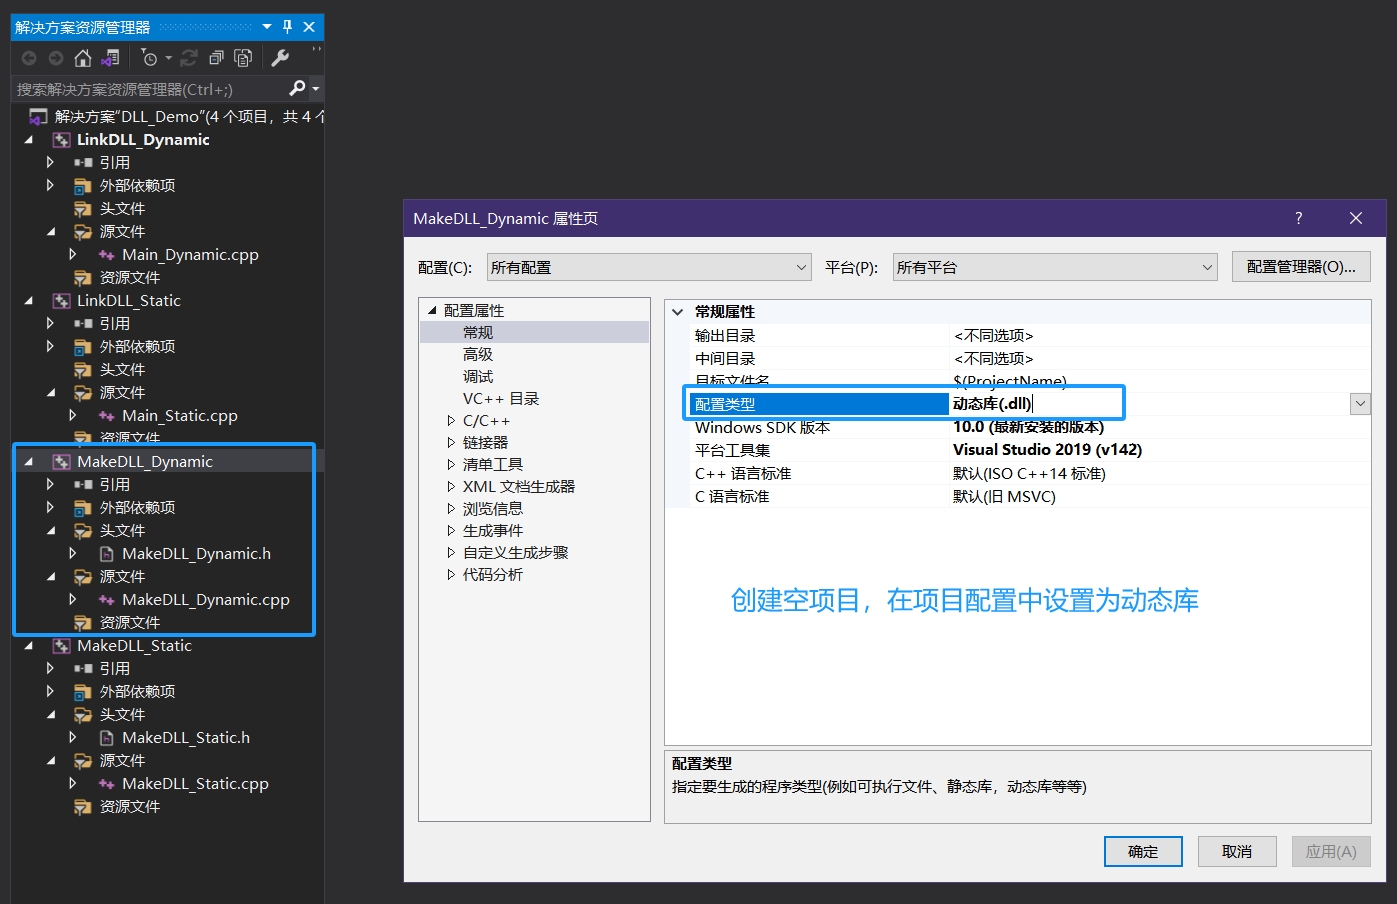 解决方案资源管理器
搜索解决方案资源管理器(Ctrl+;)
解决方案"DLL_Demo"(4 个项目，共 4 个
LinkDLL_Dynamic
引用
外部依赖项
头文件
源文件
Main_Dynamic.cpp
资源文件
LinkDLL_Static
引用
外部依赖项
头文件
源文件
Main_Static.cpp
资源文件
MakeDLL_Dynamic
引用
外部依赖项
头文件
MakeDLL_Dynamic.h
源文件
MakeDLL_Dynamic.cpp
资源文件
MakeDLL_Static
引用
外部依赖项
头文件
MakeDLL_Static.h
源文件
MakeDLL_Static.cpp
资源文件
MakeDLL_Dynamic 属性页
配置(C): 所有配置 平台(P): 所有平台 配置管理器(O)...
配置属性
常规
高级
调试
VC++ 目录
C/C++
链接器
清单工具
XML 文档生成器
浏览信息
生成事件
自定义生成步骤
代码分析
常规属性
输出目录 <不同选项>
中间目录 <不同选项>
目标文件名 $(ProjectName)
配置类型 动态库(.dll)
Windows SDK 版本 10.0 (最新安装的版本)
平台工具集 Visual Studio 2019 (v142)
C++ 语言标准 默认(ISO C++14 标准)
C 语言标准 默认(旧 MSVC)
创建空项目，在项目配置中设置为动态库
配置类型
指定要生成的程序类型(例如可执行文件、静态库，动态库等等)
确定 取消 应用(A)